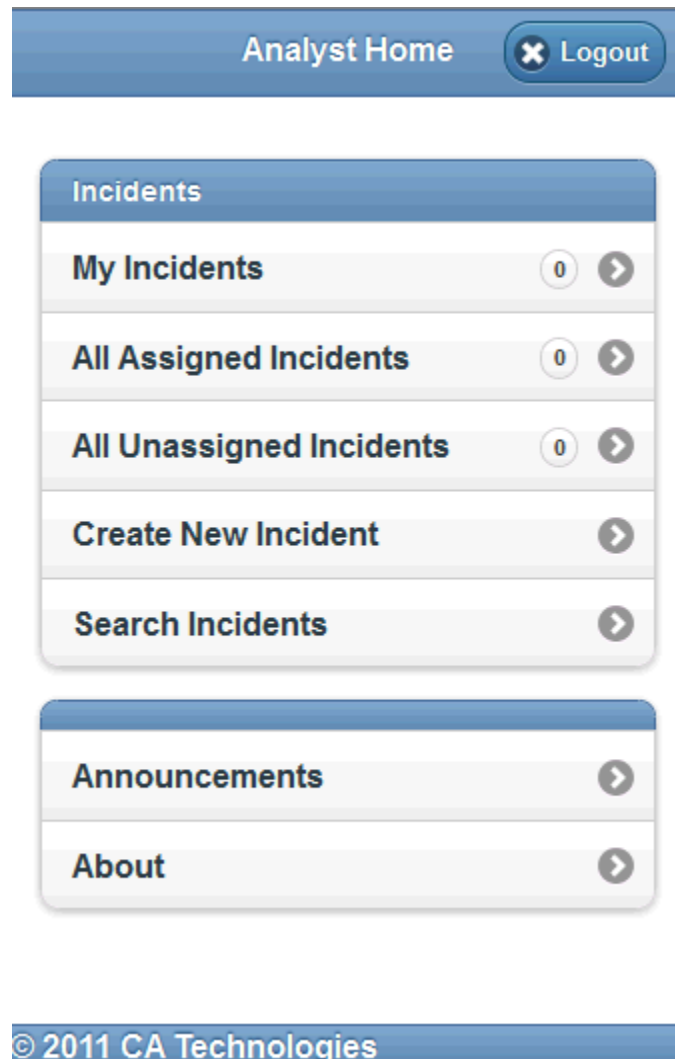 Analyst Home
Logout
Incidents
My Incidents 0
All Assigned Incidents 0
All Unassigned Incidents 0
Create New Incident
Search Incidents
Announcements
About
© 2011 CA Technologies